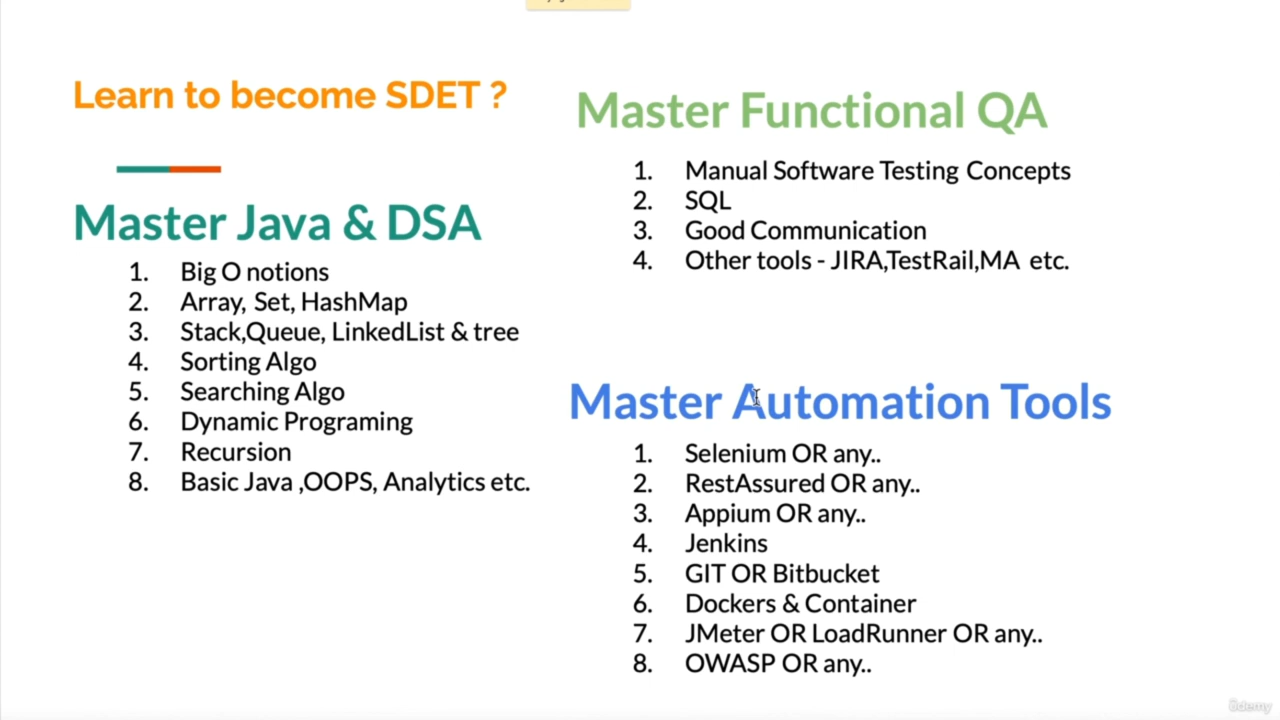 Learn to become SDET ?
Master Java & DSA
1. Big O notions
2. Array, Set, HashMap
3. Stack,Queue, LinkedList & tree
4. Sorting Algo
5. Searching Algo
6. Dynamic Programing
7. Recursion
8. Basic Java ,OOPS, Analytics etc.
Master Functional QA
1. Manual Software Testing Concepts
2. SQL
3. Good Communication
4. Other tools - JIRA,TestRail,MA etc.
Master Automation Tools
1. Selenium OR any..
2. RestAssured OR any..
3. Appium OR any..
4. Jenkins
5. GIT OR Bitbucket
6. Dockers & Container
7. JMeter OR LoadRunner OR any..
8. OWASP OR any..
ûdemy